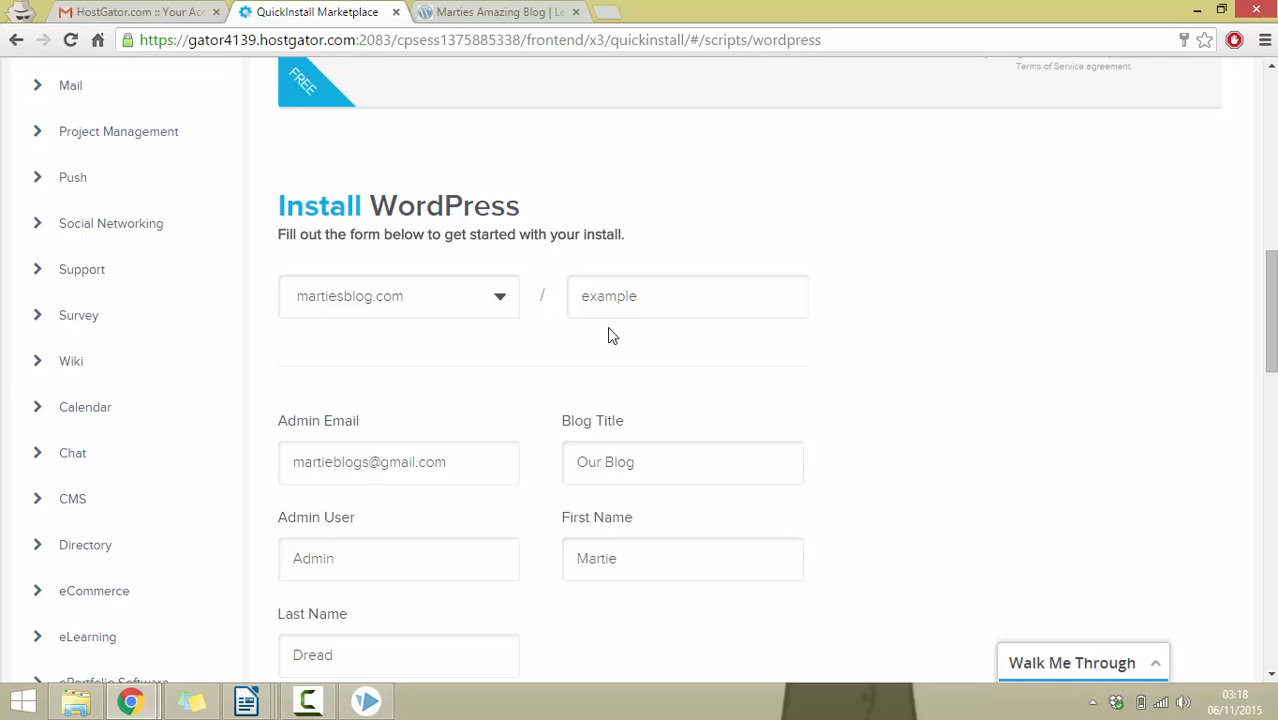 HostGator.com :: Your Acc
QuickInstall Marketplace
Marties Amazing Blog | Le
https://gator4139.hostgator.com:2083/cpsess1375885338/frontend/x3/quickinstall/#/scripts/wordpress
Mail
Project Management
Push
Social Networking
Support
Survey
Wiki
Calendar
Chat
CMS
Directory
eCommerce
eLearning
ePortfolio Software
FREE
Terms of Service agreement.
Install WordPress
Fill out the form below to get started with your install.
martiesblog.com / example
Admin Email Blog Title
martieblogs@gmail.com Our Blog
Admin User First Name
Admin Martie
Last Name
Dread
Walk Me Through
03:18
06/11/2015